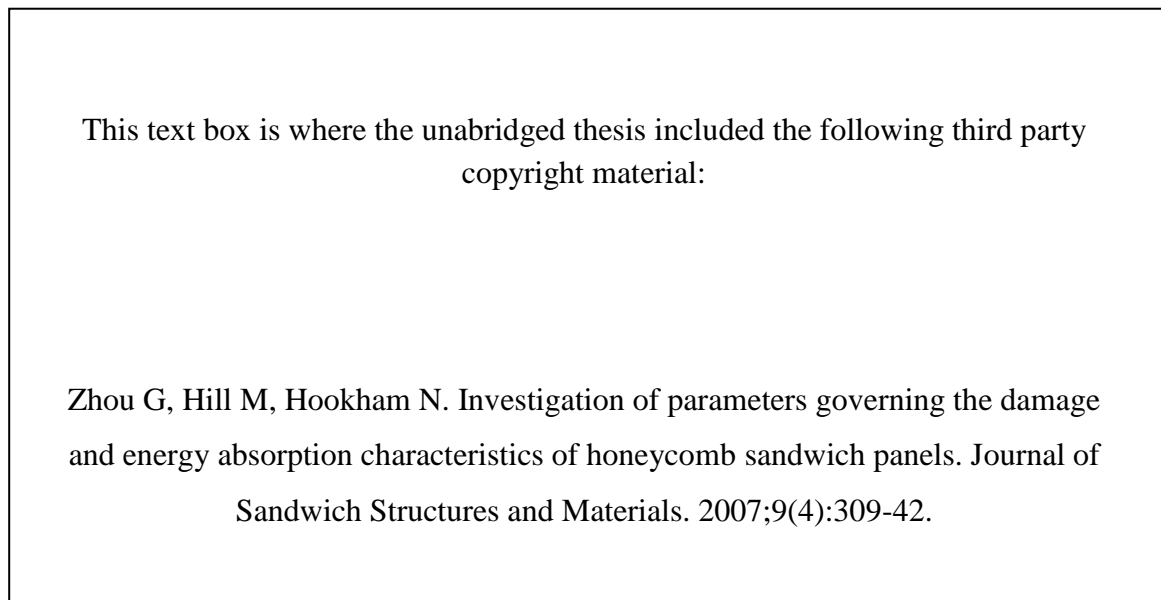 This text box is where the unabridged thesis included the following third party
copyright material:
Zhou G, Hill M, Hookham N. Investigation of parameters governing the damage
and energy absorption characteristics of honeycomb sandwich panels. Journal of
Sandwich Structures and Materials. 2007;9(4):309-42.